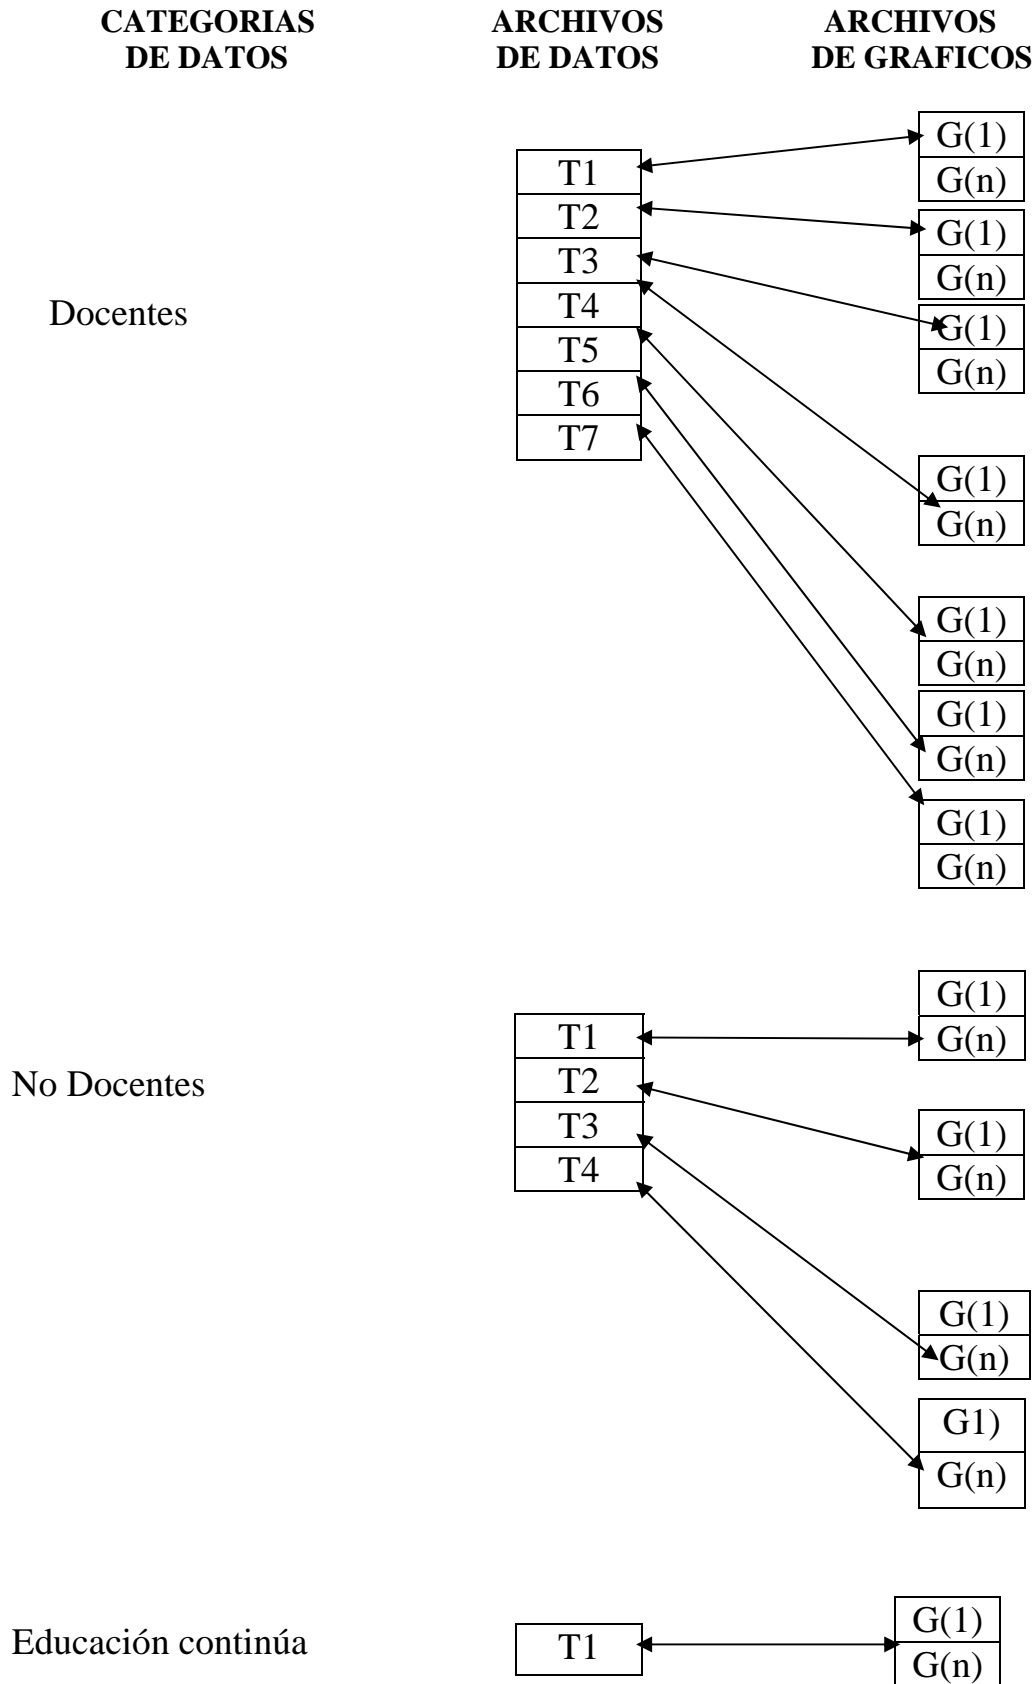 CATEGORIAS ARCHIVOS ARCHIVOS
DE DATOS DE DATOS DE GRAFICOS
Docentes
T1
T2
T3
T4
T5
T6
T7
G(1)
G(n)
G(1)
G(n)
G(1)
G(n)
G(1)
G(n)
G(1)
G(n)
G(1)
G(n)
G(1)
G(n)
No Docentes
T1
T2
T3
T4
G(1)
G(n)
G(1)
G(n)
G(1)
G(n)
G1)
G(n)
Educación continúa
T1
G(1)
G(n)